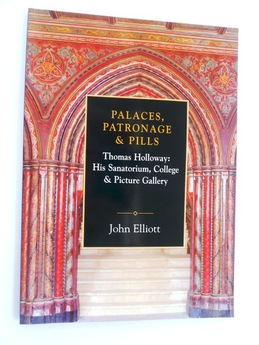 PALACES,
PATRONAGE
& PILLS
Thomas Holloway:
His Sanatorium, College
& Picture Gallery
John Elliott